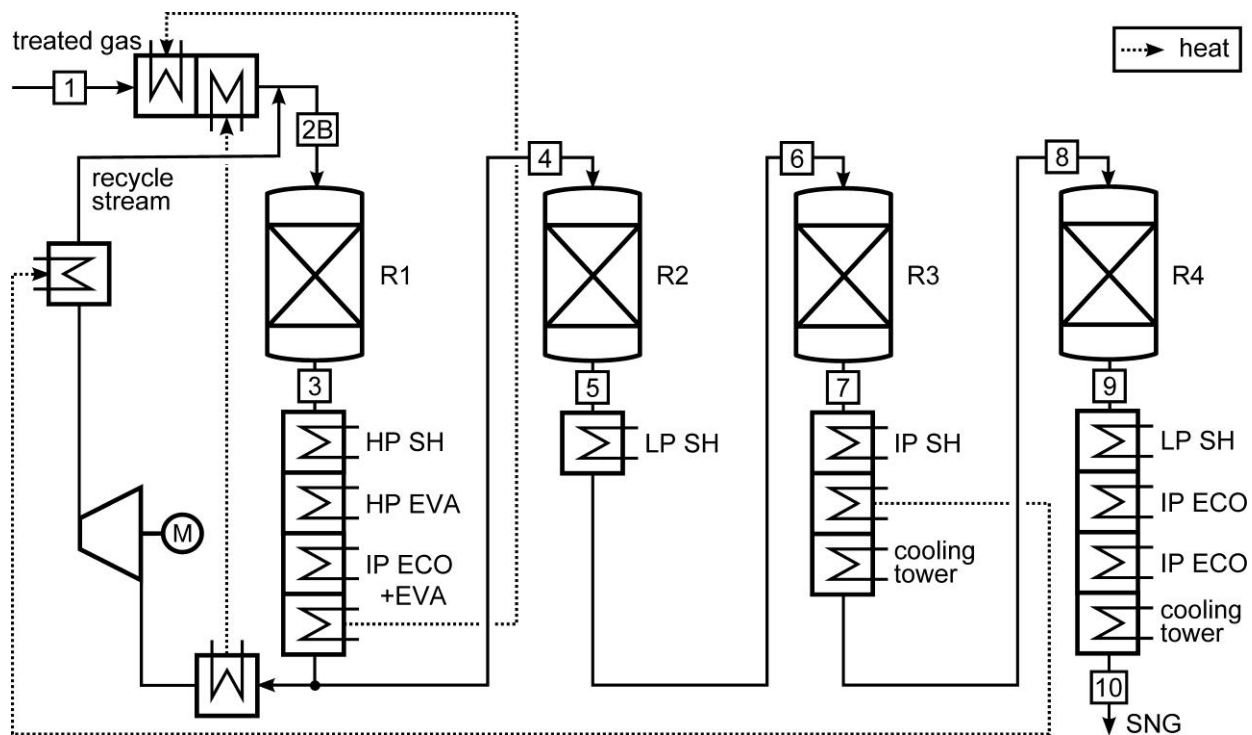 treated gas
1
heat
2B
recycle
stream
4
6
8
R1
R2
R3
R4
3
5
7
9
HP SH
LP SH
IP SH
LP SH
HP EVA
IP ECO
M
IP ECO
+EVA
cooling
tower
IP ECO
cooling
tower
10
SNG